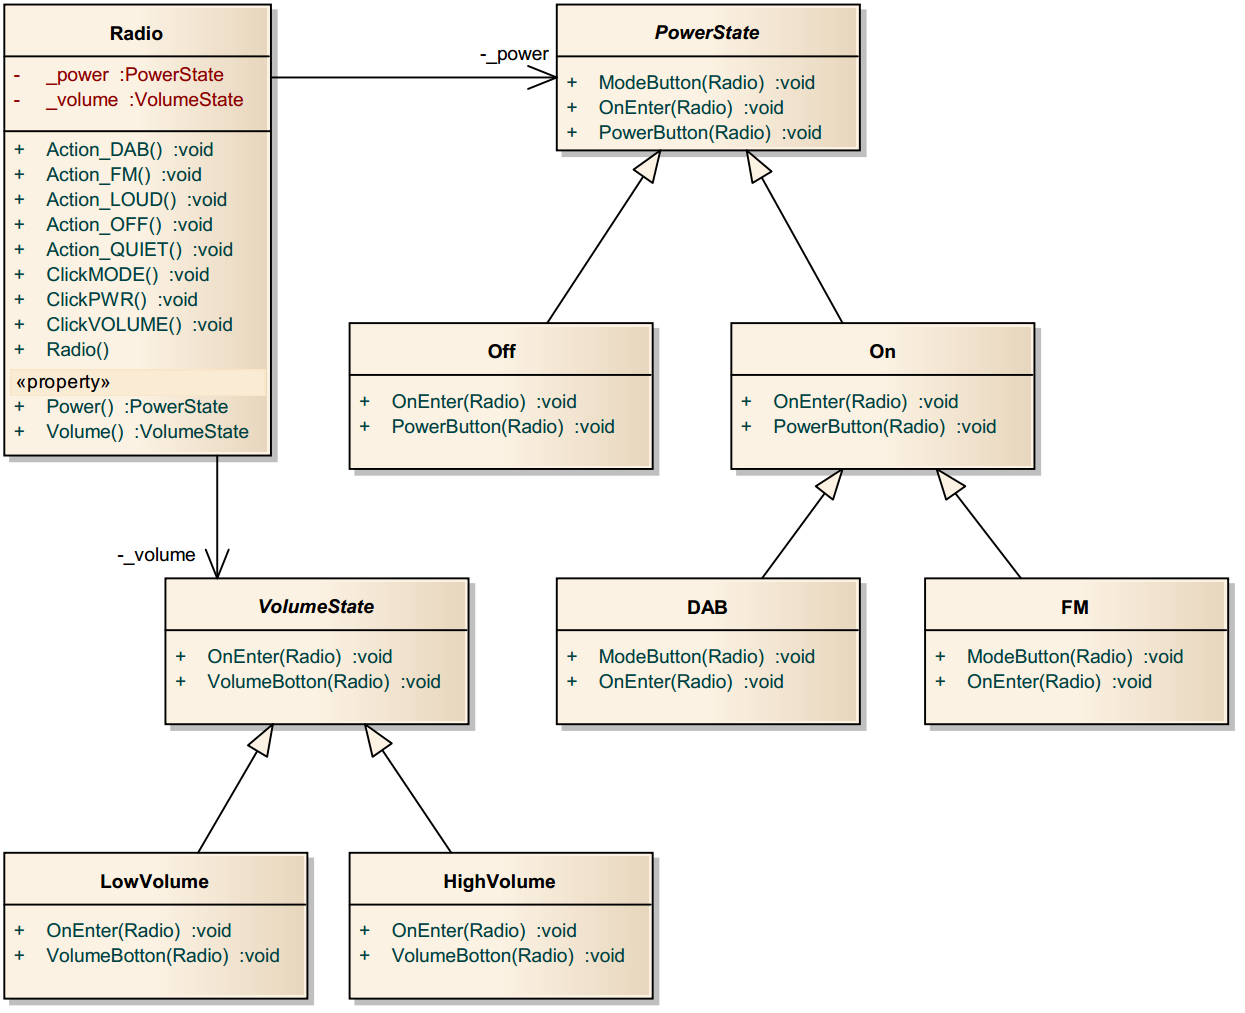 Radio
- _power :PowerState
- _volume :VolumeState
+ Action_DAB() :void
+ Action_FM() :void
+ Action_LOUD() :void
+ Action_OFF() :void
+ Action_QUIET() :void
+ ClickMODE() :void
+ ClickPWR() :void
+ ClickVOLUME() :void
+ Radio()
«property»
+ Power() :PowerState
+ Volume() :VolumeState
-_power
PowerState
+ ModeButton(Radio) :void
+ OnEnter(Radio) :void
+ PowerButton(Radio) :void
Off
+ OnEnter(Radio) :void
+ PowerButton(Radio) :void
On
+ OnEnter(Radio) :void
+ PowerButton(Radio) :void
-_volume
VolumeState
+ OnEnter(Radio) :void
+ VolumeBotton(Radio) :void
DAB
+ ModeButton(Radio) :void
+ OnEnter(Radio) :void
FM
+ ModeButton(Radio) :void
+ OnEnter(Radio) :void
LowVolume
+ OnEnter(Radio) :void
+ VolumeBotton(Radio) :void
HighVolume
+ OnEnter(Radio) :void
+ VolumeBotton(Radio) :void